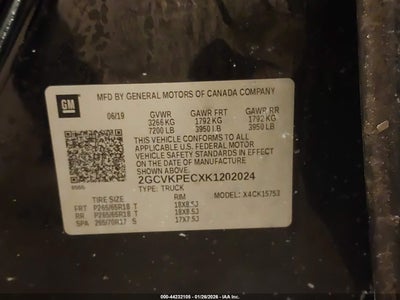 GM
MFD BY GENERAL MOTORS OF CANADA COMPANY
06/19 GVWR GAWR FRT GAWR RR
3266 KG 1792 KG 1792 KG
7200 LB 3950 LB 3950 LB
THIS VEHICLE CONFORMS TO ALL
APPLICABLE U.S. FEDERAL MOTOR
VEHICLE SAFETY STANDARDS IN EFFECT
ON THE DATE OF MANUFACTURE
SHOWN ABOVE.
2GCVKPECXK1202024
TYPE: TRUCK MODEL: X4CK15753
TIRE SIZE RIM
FRT P265/65R18 T 18X8.5J
RR P265/65R18 T 18X8.5J
SPA 265/70R17 S 17X7.5J
ID: 44232105 - 01/28/2026 - IAA